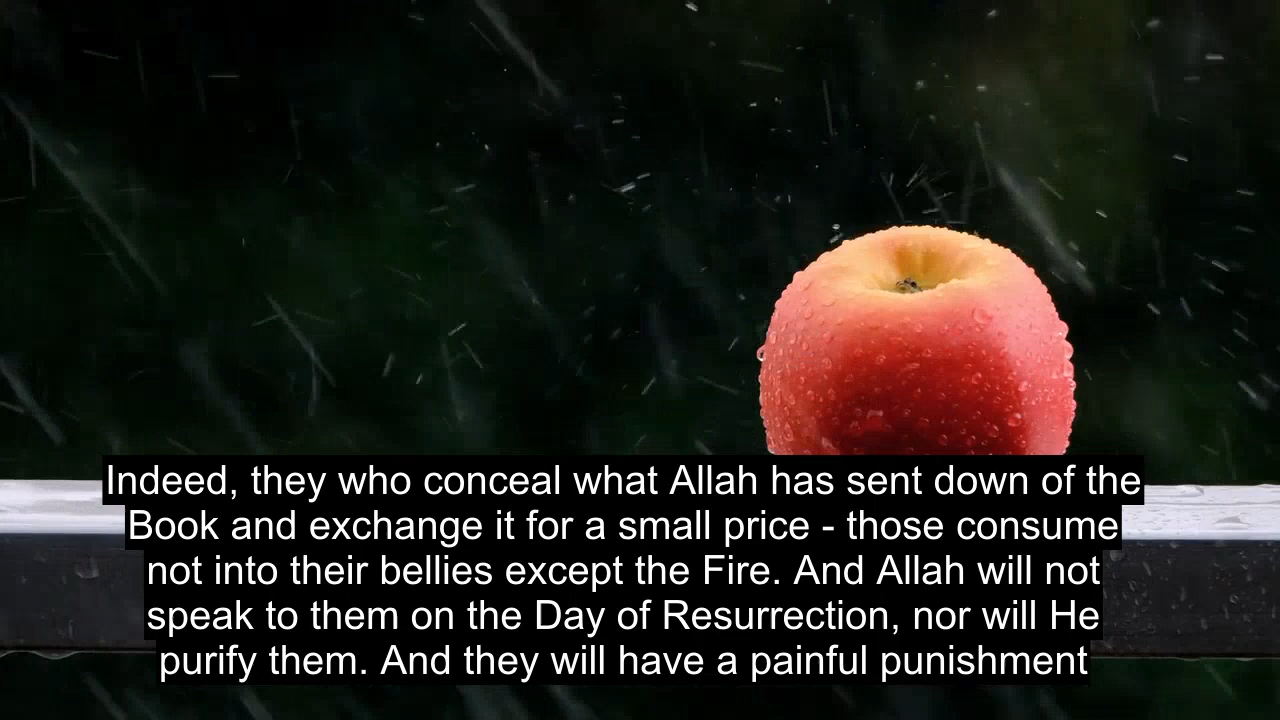 Indeed, they who conceal what Allah has sent down of the
Book and exchange it for a small price - those consume
not into their bellies except the Fire. And Allah will not
speak to them on the Day of Resurrection, nor will He
purify them. And they will have a painful punishment